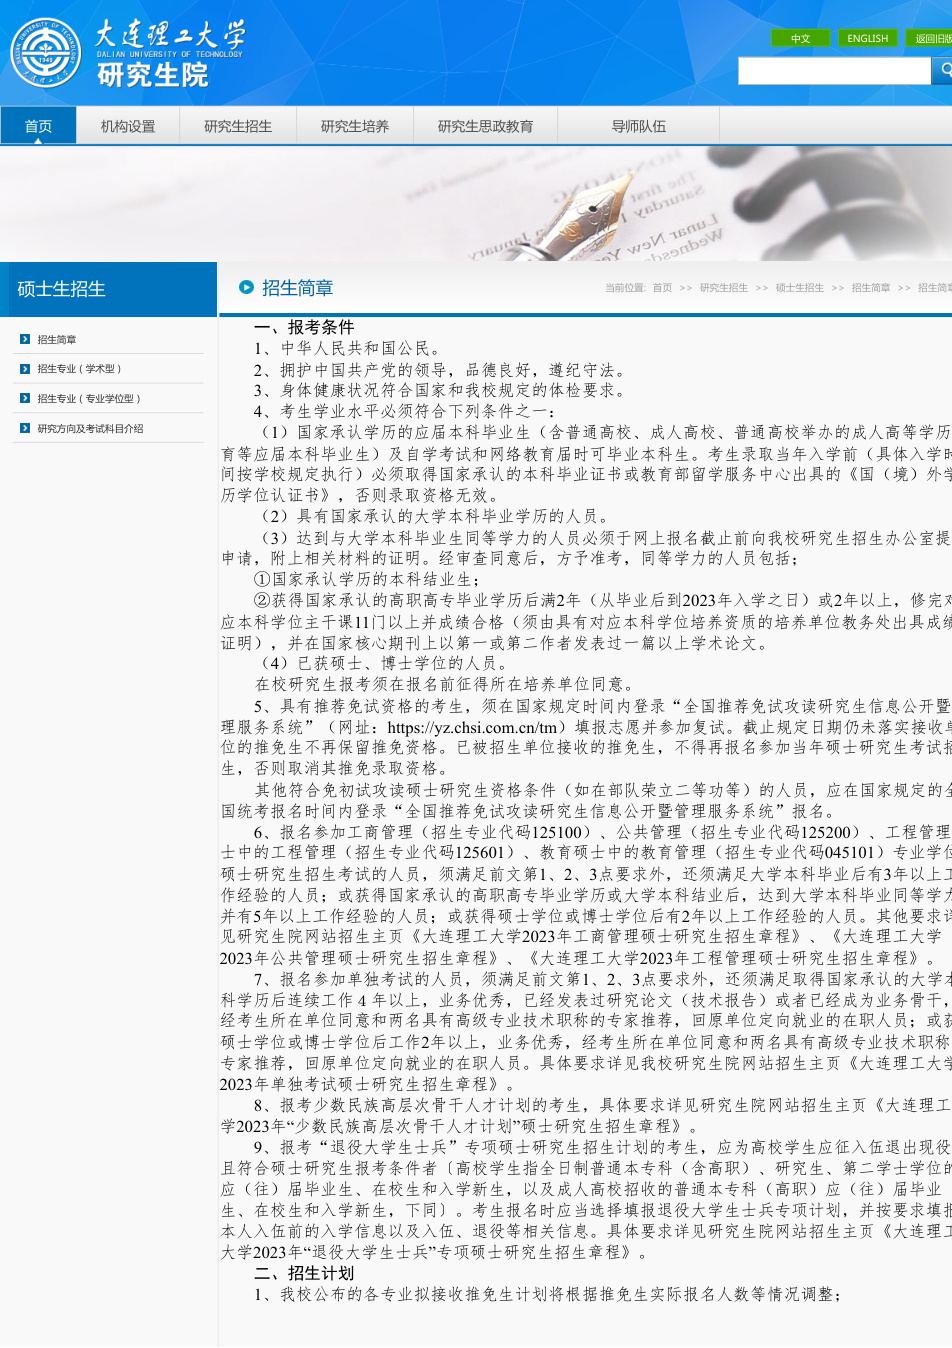 大连理工大学
DALIAN UNIVERSITY OF TECHNOLOGY
研究生院
中文
ENGLISH
返回旧版
首页
机构设置
研究生招生
研究生培养
研究生思政教育
导师队伍
硕士生招生
招生简章
招生专业（学术型）
招生专业（专业学位型）
研究方向及考试科目介绍
招生简章
当前位置: 首页 >> 研究生招生 >> 硕士生招生 >> 招生简章 >> 招生简章
一、报考条件
1、中华人民共和国公民。
2、拥护中国共产党的领导，品德良好，遵纪守法。
3、身体健康状况符合国家和我校规定的体检要求。
4、考生学业水平必须符合下列条件之一：
（1）国家承认学历的应届本科毕业生（含普通高校、成人高校、普通高校举办的成人高等学历
育等应届本科毕业生）及自学考试和网络教育届时可毕业本科生。考生录取当年入学前（具体入学时
间按学校规定执行）必须取得国家承认的本科毕业证书或教育部留学服务中心出具的《国（境）外学
历学位认证书》，否则录取资格无效。
（2）具有国家承认的大学本科毕业学历的人员。
（3）达到与大学本科毕业生同等学力的人员必须于网上报名截止前向我校研究生招生办公室提
申请，附上相关材料的证明。经审查同意后，方予准考，同等学力的人员包括；
①国家承认学历的本科结业生；
②获得国家承认的高职高专毕业学历后满2年（从毕业后到2023年入学之日）或2年以上，修完对
应本科学位主干课11门以上并成绩合格（须由具有对应本科学位培养资质的培养单位教务处出具成绩
证明），并在国家核心期刊上以第一或第二作者发表过一篇以上学术论文。
（4）已获硕士、博士学位的人员。
在校研究生报考须在报名前征得所在培养单位同意。
5、具有推荐免试资格的考生，须在国家规定时间内登录“全国推荐免试攻读研究生信息公开暨
理服务系统”（网址：https://yz.chsi.com.cn/tm）填报志愿并参加复试。截止规定日期仍未落实接收单
位的推免生不再保留推免资格。已被招生单位接收的推免生，不得再报名参加当年硕士研究生考试招
生，否则取消其推免录取资格。
其他符合免初试攻读硕士研究生资格条件（如在部队荣立二等功等）的人员，应在国家规定的全
国统考报名时间内登录“全国推荐免试攻读研究生信息公开暨管理服务系统”报名。
6、报名参加工商管理（招生专业代码125100）、公共管理（招生专业代码125200）、工程管理
士中的工程管理（招生专业代码125601）、教育硕士中的教育管理（招生专业代码045101）专业学位
硕士研究生招生考试的人员，须满足前文第1、2、3点要求外，还须满足大学本科毕业后有3年以上工
作经验的人员；或获得国家承认的高职高专毕业学历或大学本科结业后，达到大学本科毕业同等学力
并有5年以上工作经验的人员；或获得硕士学位或博士学位后有2年以上工作经验的人员。其他要求详
见研究生院网站招生主页《大连理工大学2023年工商管理硕士研究生招生章程》、《大连理工大学
2023年公共管理硕士研究生招生章程》、《大连理工大学2023年工程管理硕士研究生招生章程》。
7、报名参加单独考试的人员，须满足前文第1、2、3点要求外，还须满足取得国家承认的大学本
科学历后连续工作 4 年以上，业务优秀，已经发表过研究论文（技术报告）或者已经成为业务骨干，
经考生所在单位同意和两名具有高级专业技术职称的专家推荐，回原单位定向就业的在职人员；或获
硕士学位或博士学位后工作2年以上，业务优秀，经考生所在单位同意和两名具有高级专业技术职称
专家推荐，回原单位定向就业的在职人员。具体要求详见我校研究生院网站招生主页《大连理工大学
2023年单独考试硕士研究生招生章程》。
8、报考少数民族高层次骨干人才计划的考生，具体要求详见研究生院网站招生主页《大连理工
学2023年“少数民族高层次骨干人才计划”硕士研究生招生章程》。
9、报考“退役大学生士兵”专项硕士研究生招生计划的考生，应为高校学生应征入伍退出现役
且符合硕士研究生报考条件者〔高校学生指全日制普通本专科（含高职）、研究生、第二学士学位的
应（往）届毕业生、在校生和入学新生，以及成人高校招收的普通本专科（高职）应（往）届毕业
生、在校生和入学新生，下同〕。考生报名时应当选择填报退役大学生士兵专项计划，并按要求填报
本人入伍前的入学信息以及入伍、退役等相关信息。具体要求详见研究生院网站招生主页《大连理工
大学2023年“退役大学生士兵”专项硕士研究生招生章程》。
二、招生计划
1、我校公布的各专业拟接收推免生计划将根据推免生实际报名人数等情况调整；